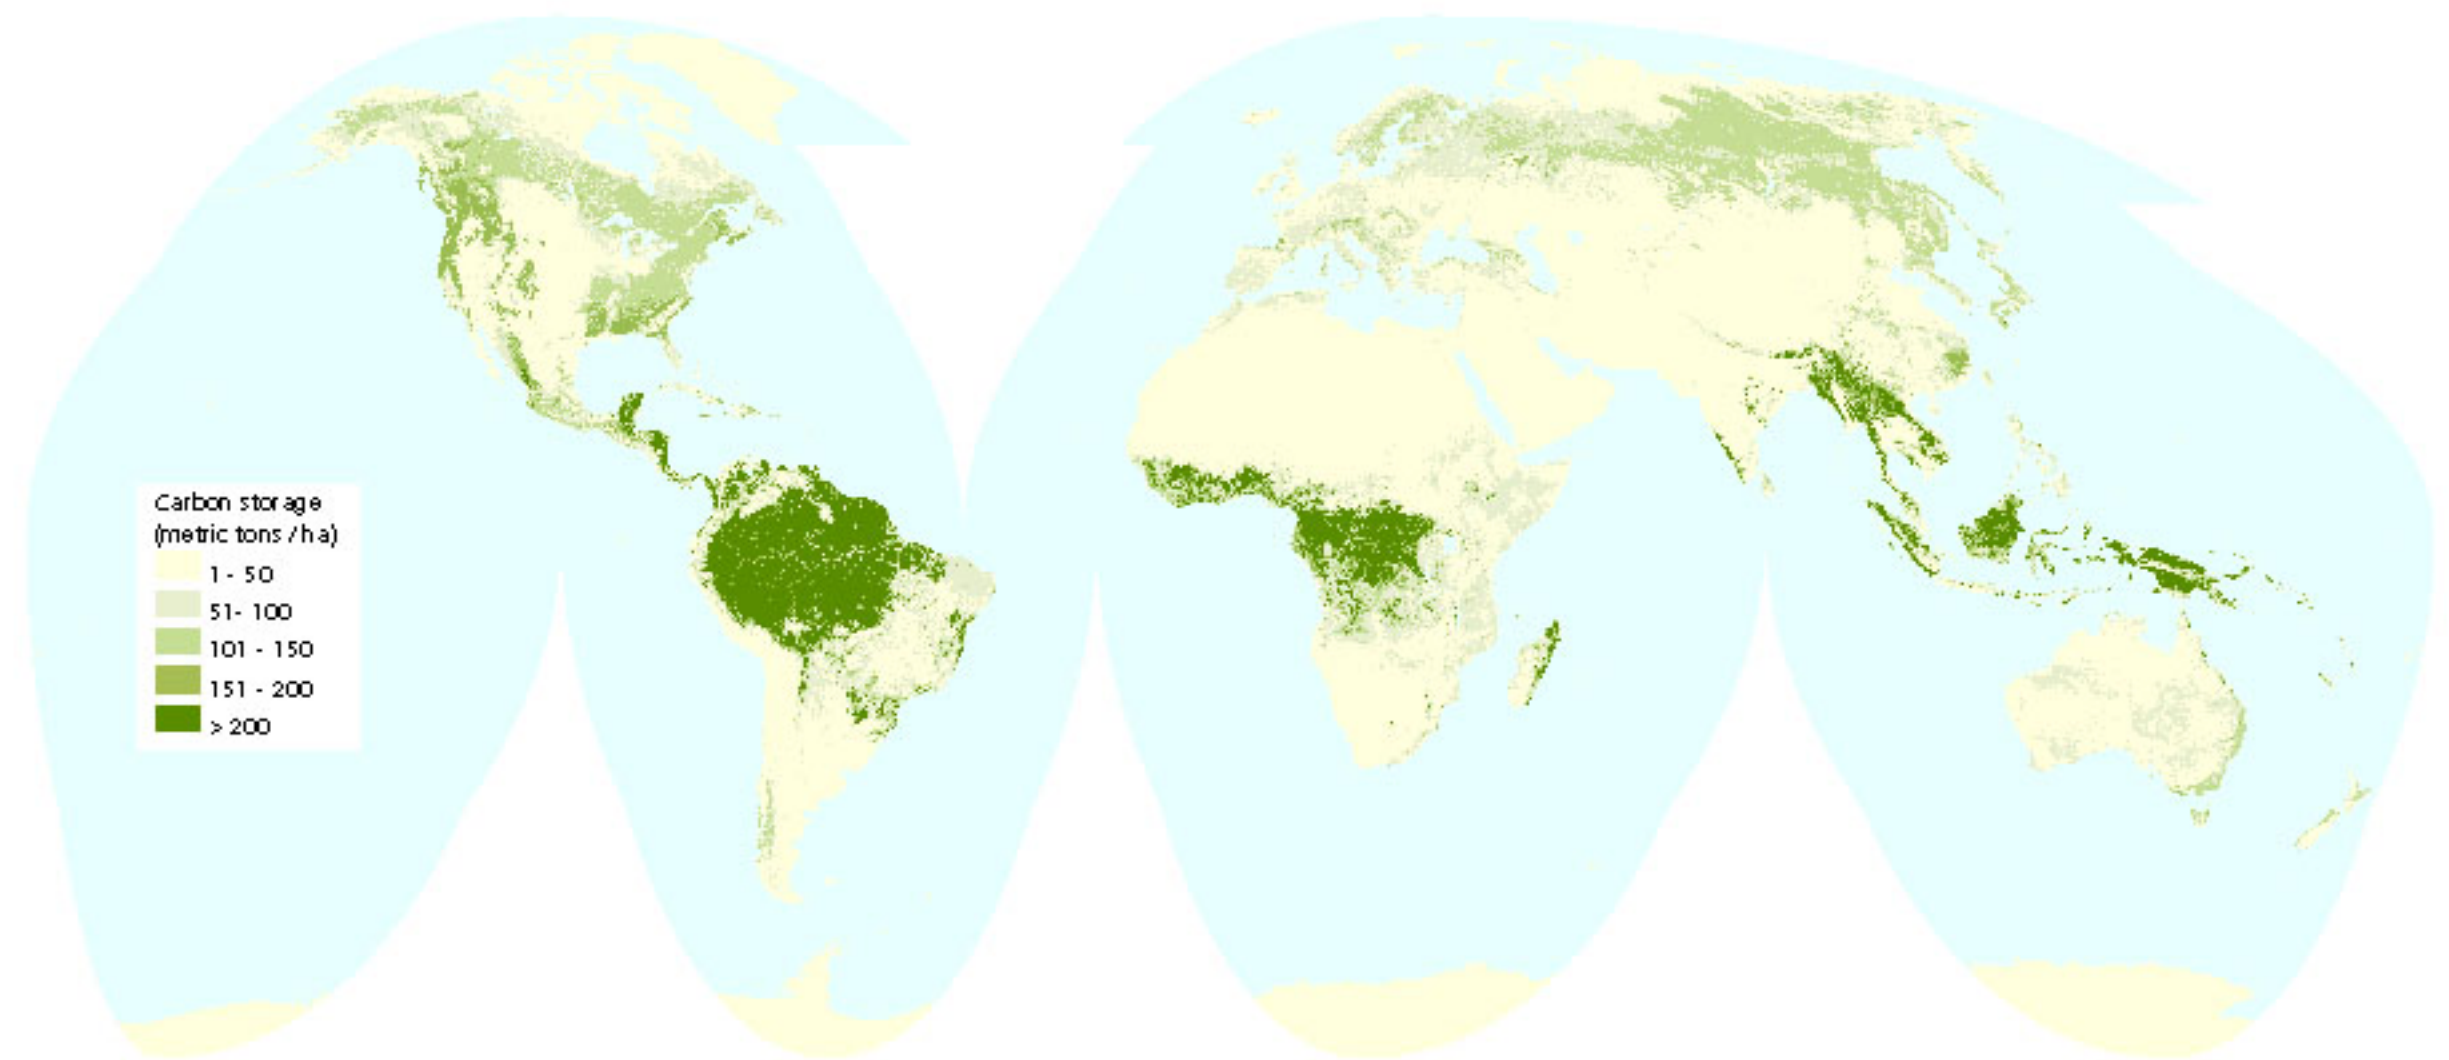 Carbon storage
(metric tons / ha)
1 - 50
51- 100
101 - 150
151 - 200
> 200